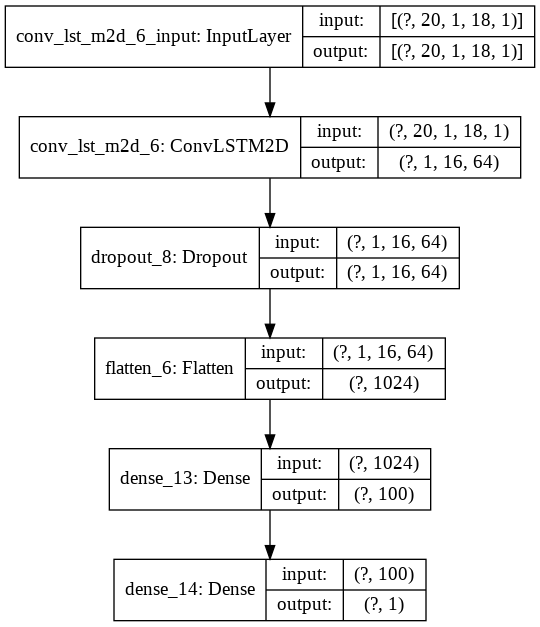 conv_lst_m2d_6_input: InputLayer
input: [(?, 20, 1, 18, 1)]
output: [(?, 20, 1, 18, 1)]
conv_lst_m2d_6: ConvLSTM2D
input: (?, 20, 1, 18, 1)
output: (?, 1, 16, 64)
dropout_8: Dropout
input: (?, 1, 16, 64)
output: (?, 1, 16, 64)
flatten_6: Flatten
input: (?, 1, 16, 64)
output: (?, 1024)
dense_13: Dense
input: (?, 1024)
output: (?, 100)
dense_14: Dense
input: (?, 100)
output: (?, 1)